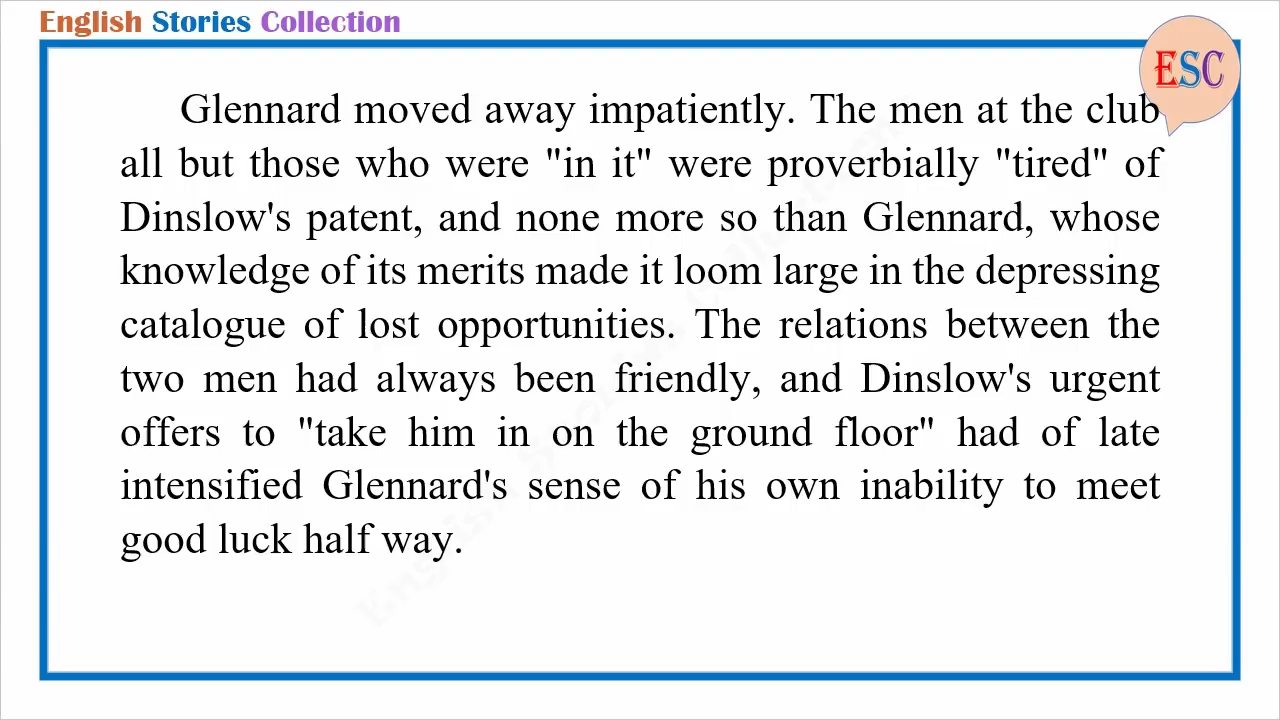 English Stories Collection
ESC
Glennard moved away impatiently. The men at the club
all but those who were "in it" were proverbially "tired" of
Dinslow's patent, and none more so than Glennard, whose
knowledge of its merits made it loom large in the depressing
catalogue of lost opportunities. The relations between the
two men had always been friendly, and Dinslow's urgent
offers to "take him in on the ground floor" had of late
intensified Glennard's sense of his own inability to meet
good luck half way.